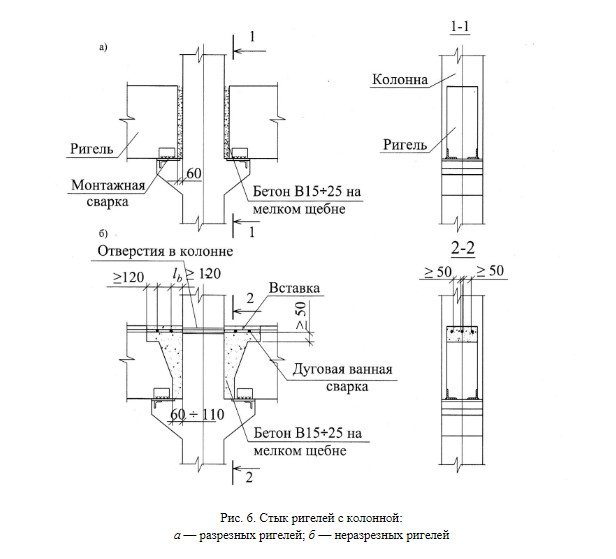 а)
1
1-1
Колонна
Ригель
Ригель
Монтажная
сварка
60
Бетон В15÷25 на
мелком щебне
1
б)
Отверстия в колонне
≥120
lb ≥ 120
2
Вставка
≥ 50
Дуговая ванная
сварка
60 ÷ 110
Бетон В15÷25 на
мелком щебне
2
2-2
≥ 50
≥ 50
Рис. 6. Стык ригелей с колонной:
а — разрезных ригелей; б — неразрезных ригелей